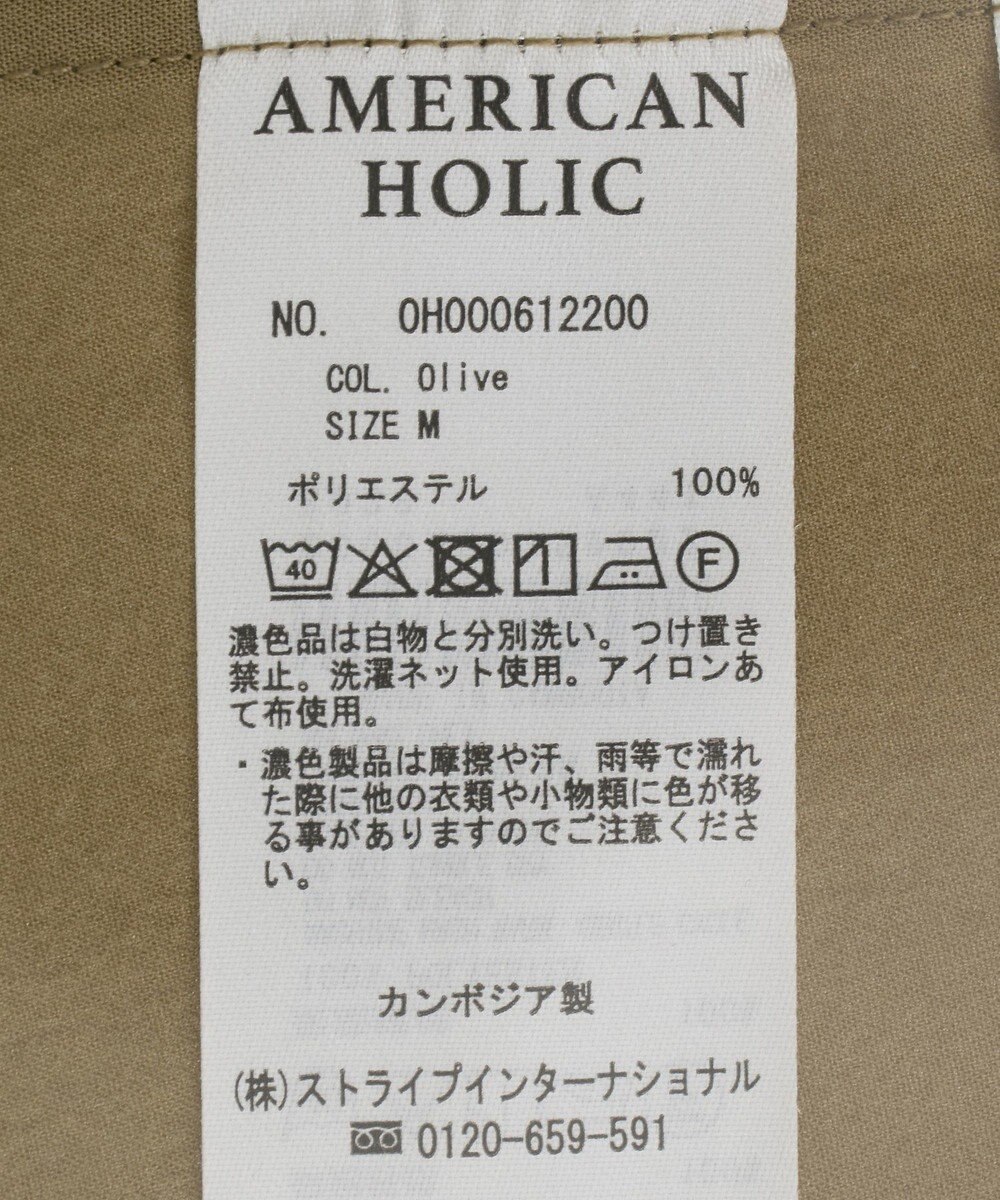 AMERICAN
HOLIC
NO. 0H000612200
COL. Olive
SIZE M
ポリエステル 100%
40 F
濃色品は白物と分別洗い。つけ置き
禁止。洗濯ネット使用。アイロンあ
て布使用。
・濃色製品は摩擦や汗、雨等で濡れ
た際に他の衣類や小物類に色が移
る事がありますのでご注意くださ
い。
カンボジア製
(株)ストライプインターナショナル
0120-659-591